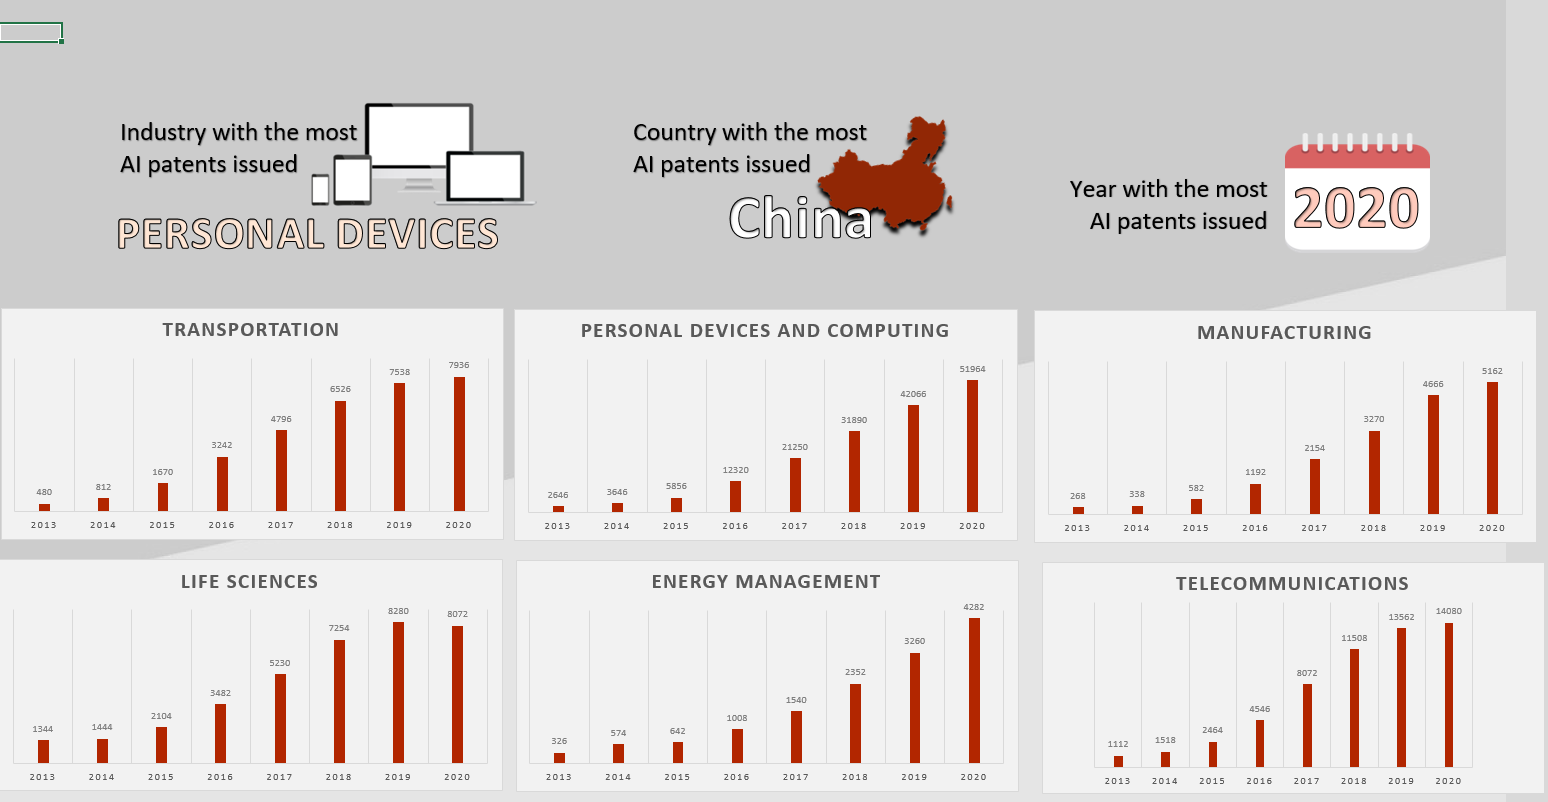 Industry with the most
AI patents issued
PERSONAL DEVICES
Country with the most
AI patents issued
China
Year with the most
AI patents issued
2020
TRANSPORTATION
480 812 1670 3242 4796 6526 7538 7936
2013 2014 2015 2016 2017 2018 2019 2020
PERSONAL DEVICES AND COMPUTING
2646 3646 5856 12320 21250 31890 42066 51964
2013 2014 2015 2016 2017 2018 2019 2020
MANUFACTURING
268 338 582 1192 2154 3270 4666 5162
2013 2014 2015 2016 2017 2018 2019 2020
LIFE SCIENCES
1344 1444 2104 3482 5230 7254 8280 8072
2013 2014 2015 2016 2017 2018 2019 2020
ENERGY MANAGEMENT
326 574 642 1008 1540 2352 3260 4282
2013 2014 2015 2016 2017 2018 2019 2020
TELECOMMUNICATIONS
1112 1518 2464 4546 8072 11508 13562 14080
2013 2014 2015 2016 2017 2018 2019 2020